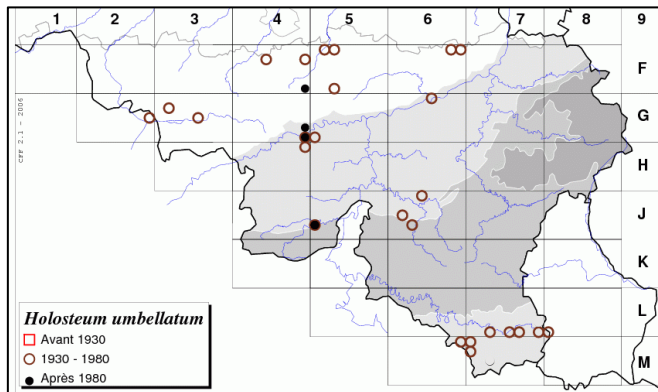 1 2 3 4 5 6 7 8 9
F
G
H
J
K
L
M
CFF 2.1 - 2006
Holosteum umbellatum
Avant 1930
1930 - 1980
Après 1980